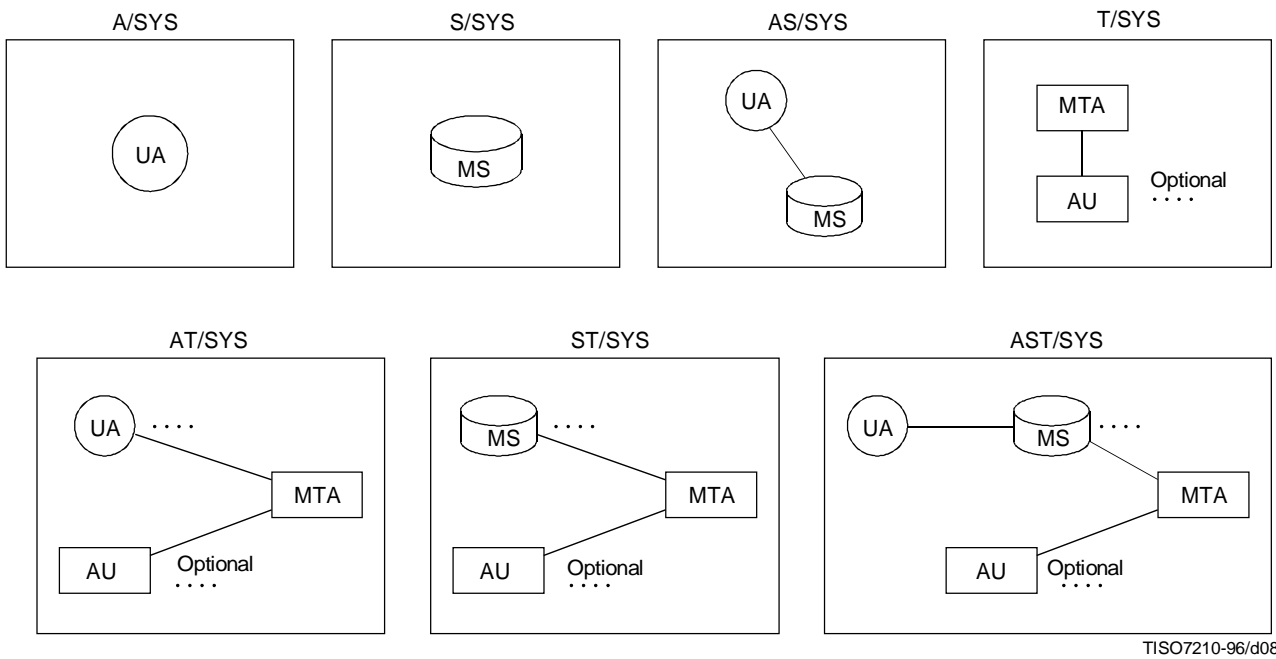 A/SYS
S/SYS
AS/SYS
T/SYS
UA
MS
UA
MS
MTA
AU
Optional
. . . .
AT/SYS
ST/SYS
AST/SYS
UA
. . . .
MTA
AU
Optional
. . . .
MS
. . . .
MTA
AU
Optional
. . . .
UA
MS
. . . .
MTA
AU
Optional
. . . .
TISO7210-96/d08